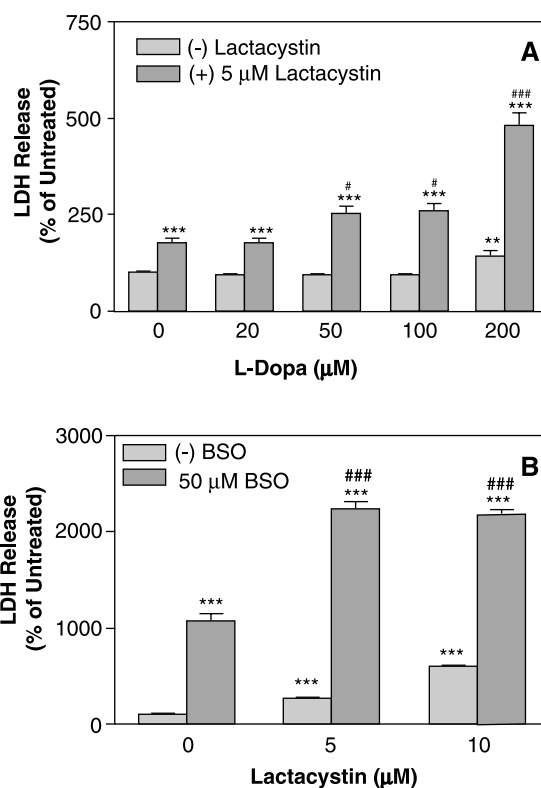 750
(-) Lactacystin
A
(+) 5 μM Lactacystin
###
***
500
LDH Release
(% of Untreated)
#
***
#
***
250
***
***
**
0
0 20 50 100 200
L-Dopa (μM)
3000
(-) BSO
B
50 μM BSO
###
***
###
***
2000
LDH Release
(% of Untreated)
***
1000
***
***
0
0 5 10
Lactacystin (μM)